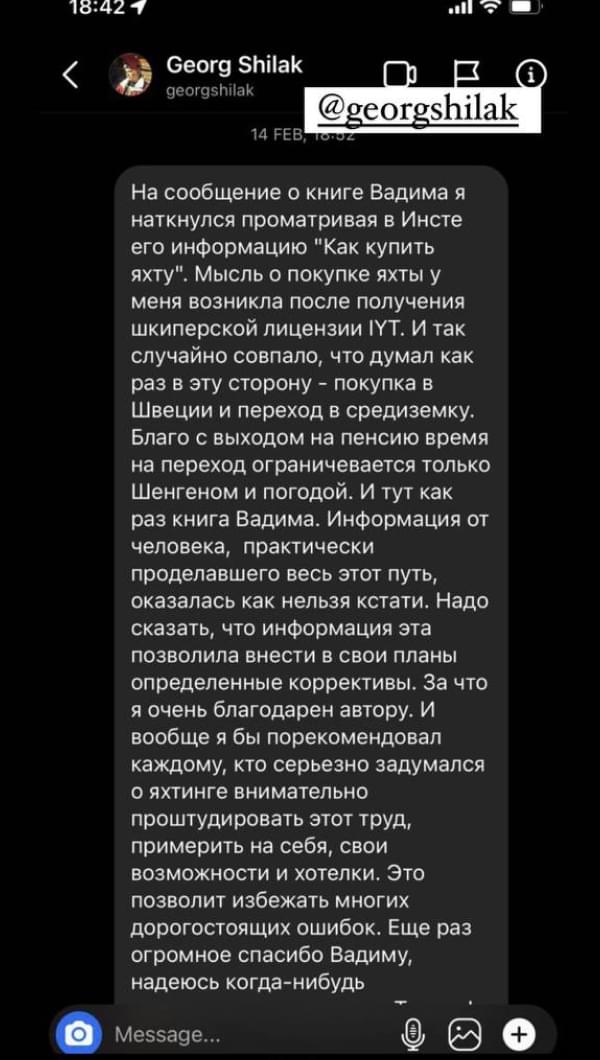 18:42
Georg Shilak
georgshilak
@georgshilak
14 FEB, 18:52
На сообщение о книге Вадима я
наткнулся проматривая в Инсте
его информацию "Как купить
яхту". Мысль о покупке яхты у
меня возникла после получения
шкиперской лицензии IYT. И так
случайно совпало, что думал как
раз в эту сторону - покупка в
Швеции и переход в средиземку.
Благо с выходом на пенсию время
на переход ограничевается только
Шенгеном и погодой. И тут как
раз книга Вадима. Информация от
человека, практически
проделавшего весь этот путь,
оказалась как нельзя кстати. Надо
сказать, что информация эта
позволила внести в свои планы
определенные коррективы. За что
я очень благодарен автору. И
вообще я бы порекомендовал
каждому, кто серьезно задумался
о яхтинге внимательно
проштудировать этот труд,
примерить на себя, свои
возможности и хотелки. Это
позволит избежать многих
дорогостоящих ошибок. Еще раз
огромное спасибо Вадиму,
надеюсь когда-нибудь
Message...